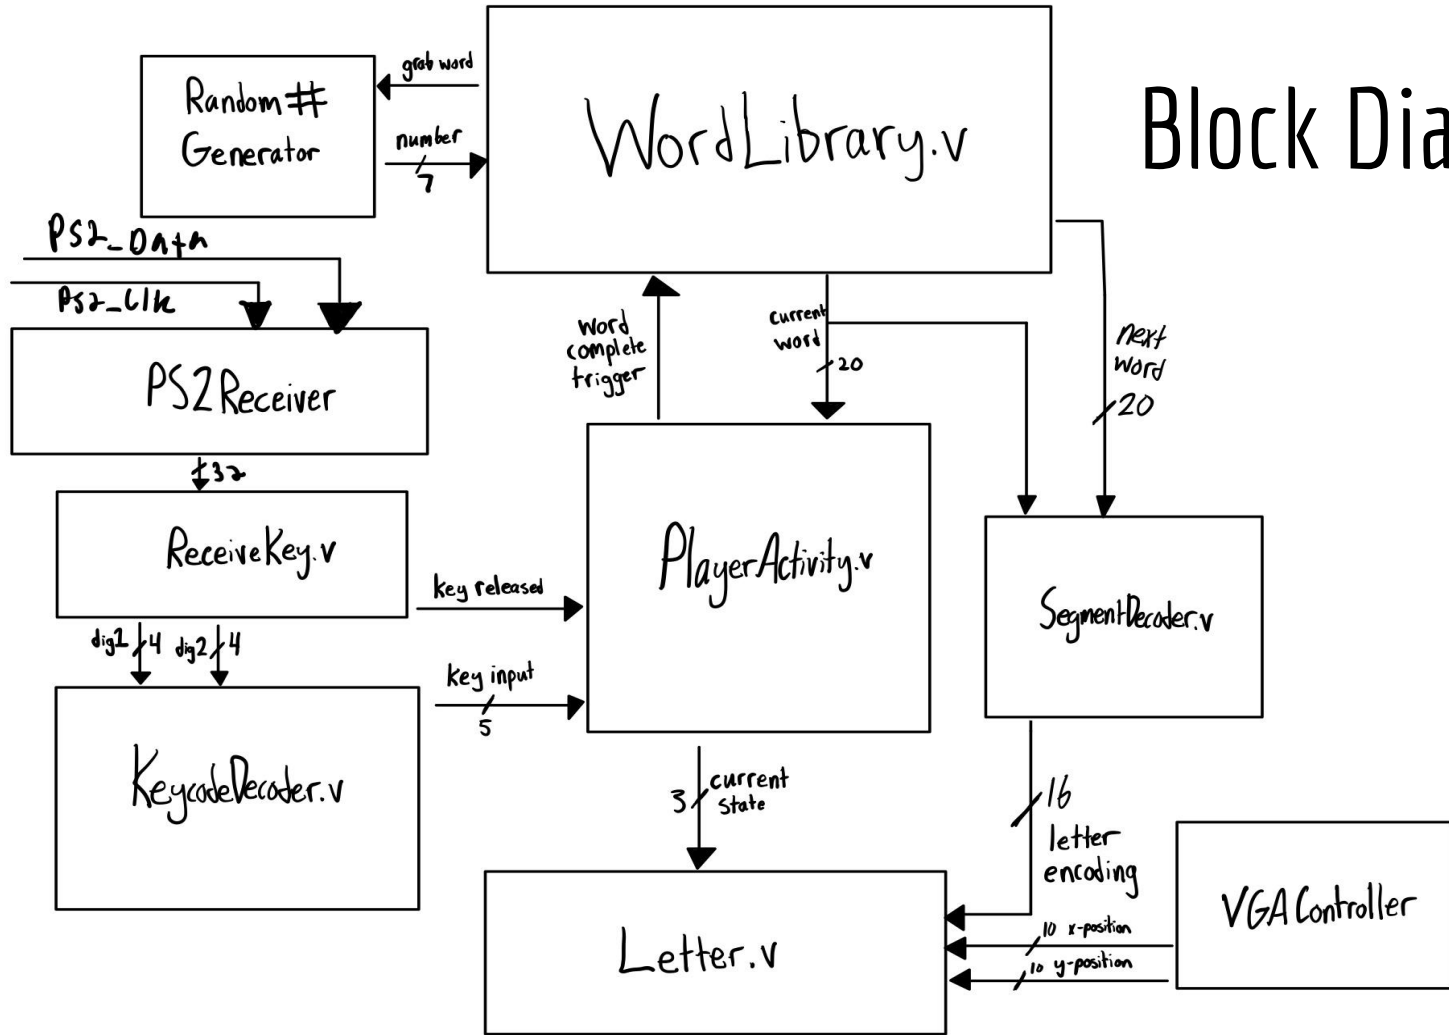 Block Dia
grab word
Random #
Generator
number
7
WordLibrary.v
PS2_Data
PS2_Clk
word
complete
trigger
current
word
20
next
word
20
PS2Receiver
32
ReceiveKey.v
key released
dig1 4 dig2 4
key input
5
KeycodeDecoder.v
PlayerActivity.v
SegmentDecoder.v
3 current
state
16
letter
encoding
Letter.v
10 x-position
10 y-position
VGA Controller